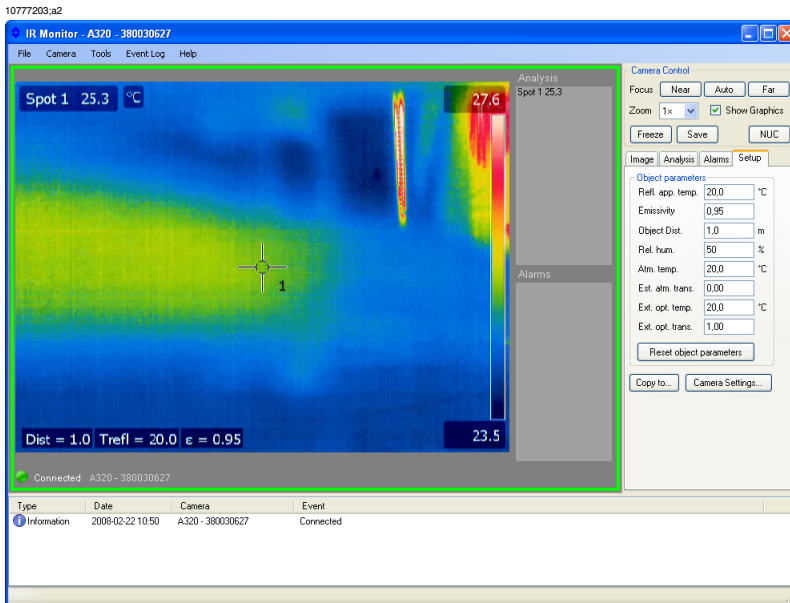 10777203;a2
IR Monitor - A320 - 380030627
File Camera Tools Event Log Help
Spot 1 25.3 °C
27.6
1
23.5
Dist = 1.0 Trefl = 20.0 ε = 0.95
Connected A320 - 380030627
Analysis
Spot 1 25,3
Alarms
Camera Control
Focus Near Auto Far
Zoom 1× Show Graphics
Freeze Save NUC
Image Analysis Alarms Setup
Object parameters
Refl. app. temp. 20,0 °C
Emissivity 0,95
Object Dist. 1,0 m
Rel. hum. 50 %
Atm. temp. 20,0 °C
Est. atm. trans. 0,00
Ext. opt. temp. 20,0 °C
Ext. opt. trans. 1,00
Reset object parameters
Copy to... Camera Settings...
Type Date Camera Event
Information 2008-02-22 10:50 A320 - 380030627 Connected